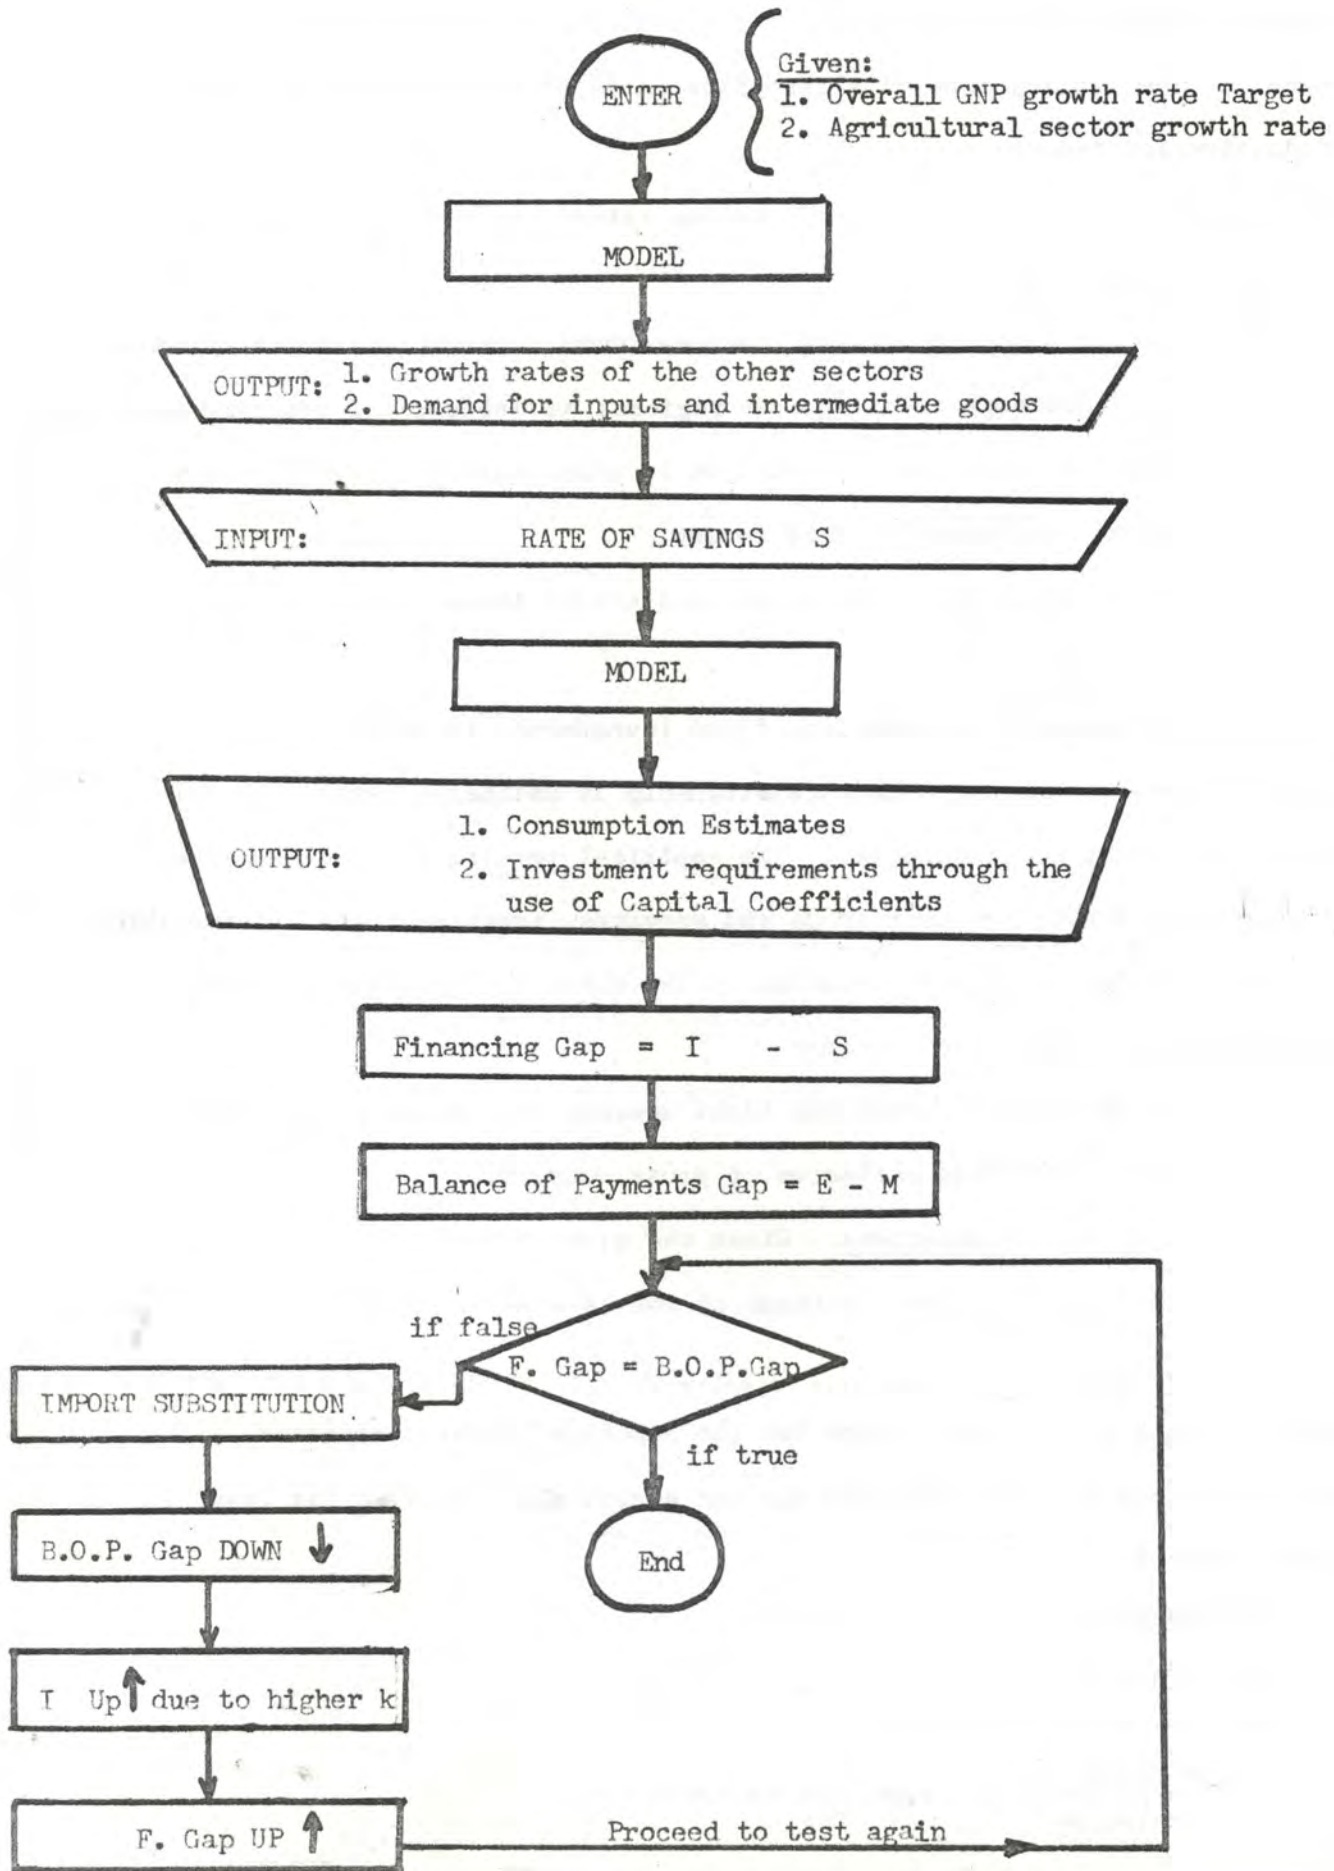 ENTER
Given:
1. Overall GNP growth rate Target
2. Agricultural sector growth rate
MODEL
OUTPUT: 1. Growth rates of the other sectors
2. Demand for inputs and intermediate goods
INPUT: RATE OF SAVINGS S
MODEL
OUTPUT:
1. Consumption Estimates
2. Investment requirements through the
use of Capital Coefficients
Financing Gap = I - S
Balance of Payments Gap = E - M
if false
F. Gap = B.O.P.Gap
IMPORT SUBSTITUTION
if true
B.O.P. Gap DOWN ↓
End
I Up ↑ due to higher k
F. Gap UP ↑
Proceed to test again